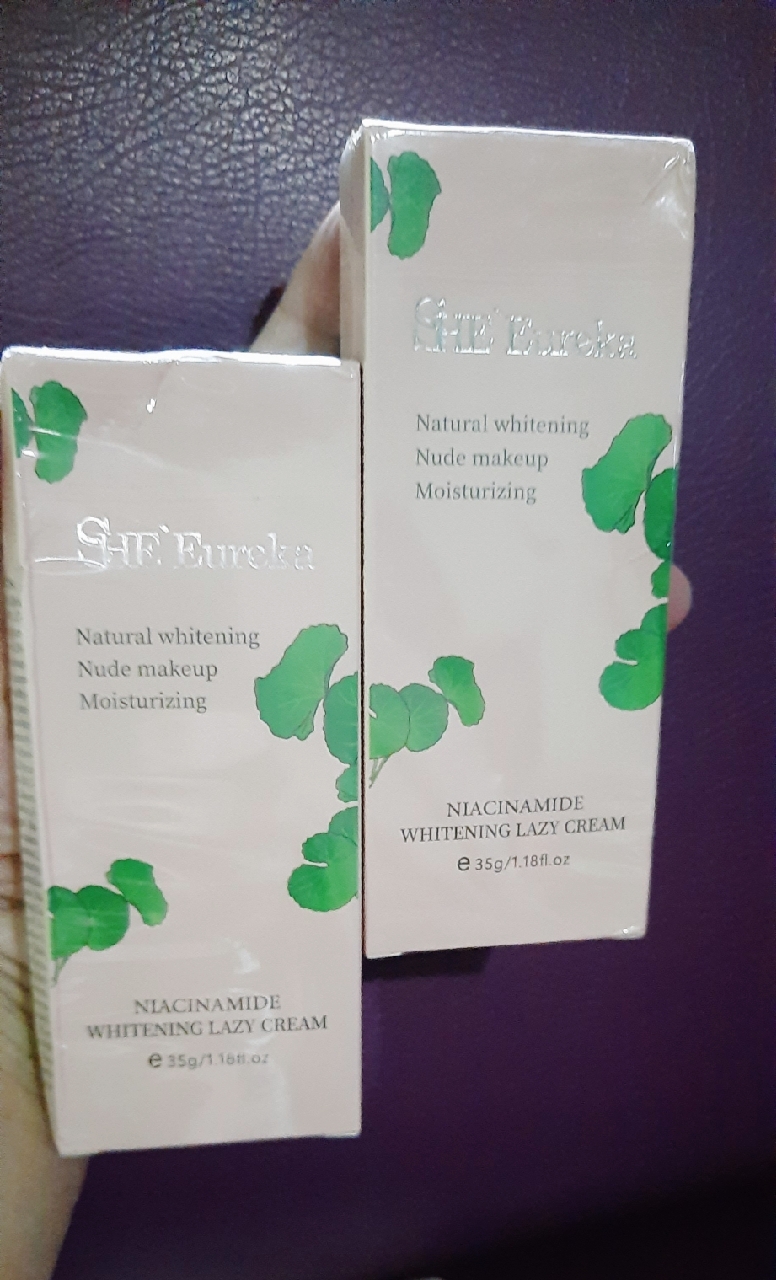 SHE`Eureka
Natural whitening
Nude makeup
Moisturizing
NIACINAMIDE
WHITENING LAZY CREAM
e 35g/1.18fl.oz
SHE`Eureka
Natural whitening
Nude makeup
Moisturizing
NIACINAMIDE
WHITENING LAZY CREAM
e 35g/1.18fl.oz